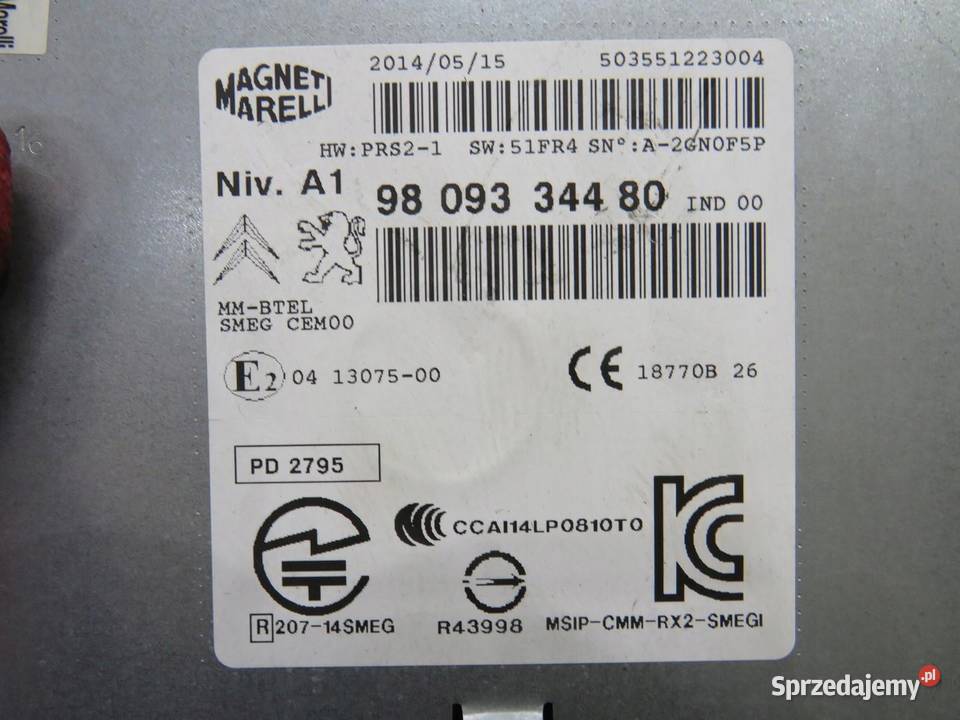 Marelli
16
MAGNETI
MARELLI
2014/05/15 503551223004
HW:PRS2-1 SW:51FR4 SN°:A-2GN0F5P
Niv. A1 98 093 344 80 IND 00
MM-BTEL
SMEG CEM00
E2 04 13075-00
CE 18770B 26
PD 2795
CCAI14LP0810T0
R 207-14SMEG
R43998
MSIP-CMM-RX2-SMEGI
Sprzedajemy.pl